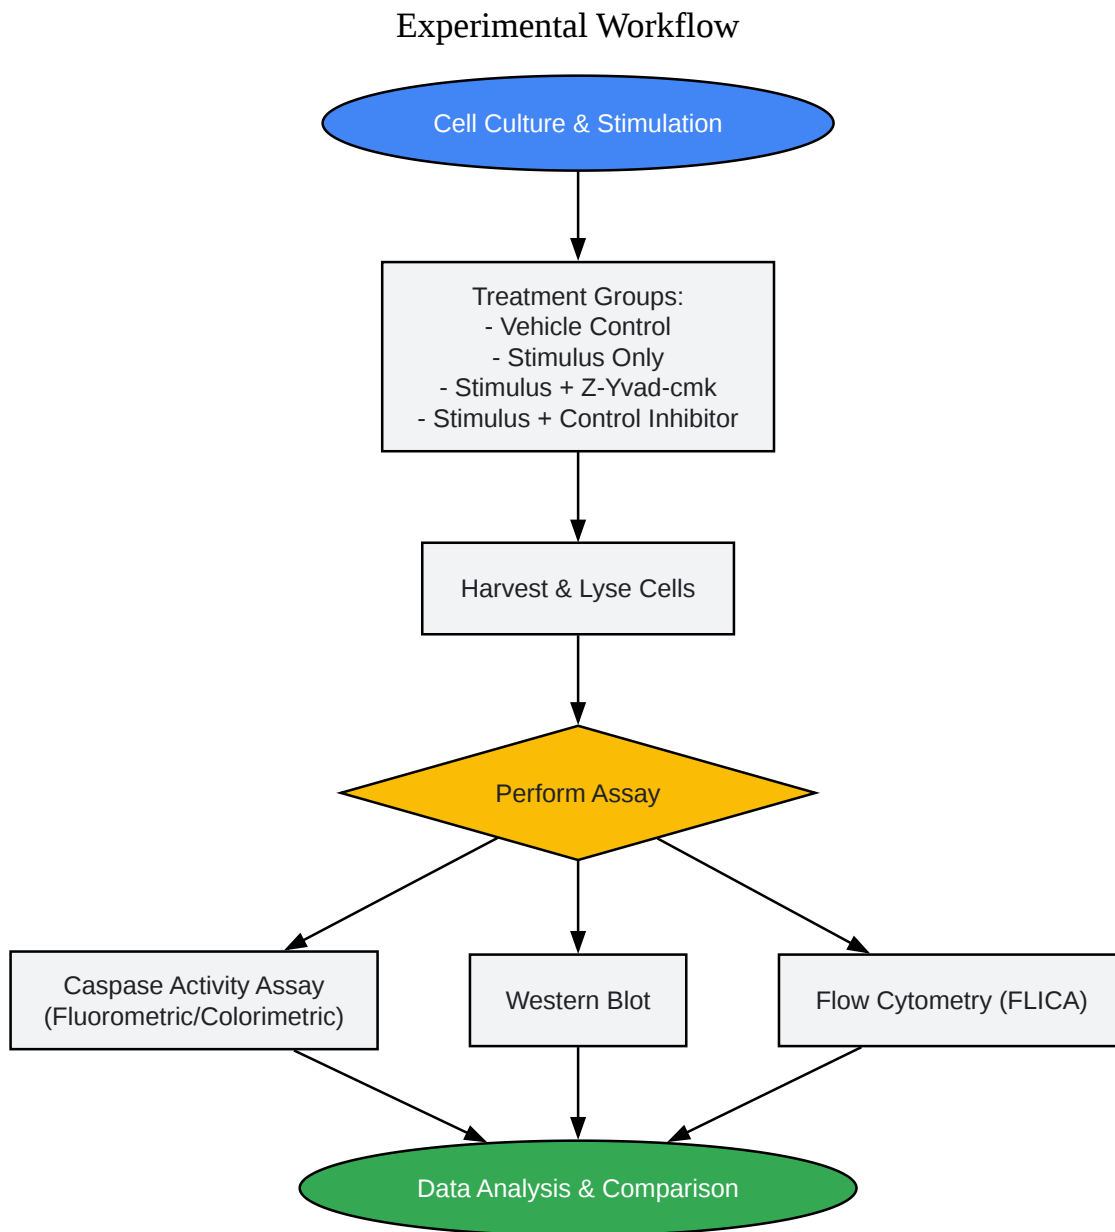 Experimental Workflow
Cell Culture & Stimulation
Treatment Groups:
- Vehicle Control
- Stimulus Only
- Stimulus + Z-Yvad-cmk
- Stimulus + Control Inhibitor
Harvest & Lyse Cells
Perform Assay
Caspase Activity Assay
(Fluorometric/Colorimetric)
Western Blot
Flow Cytometry (FLICA)
Data Analysis & Comparison